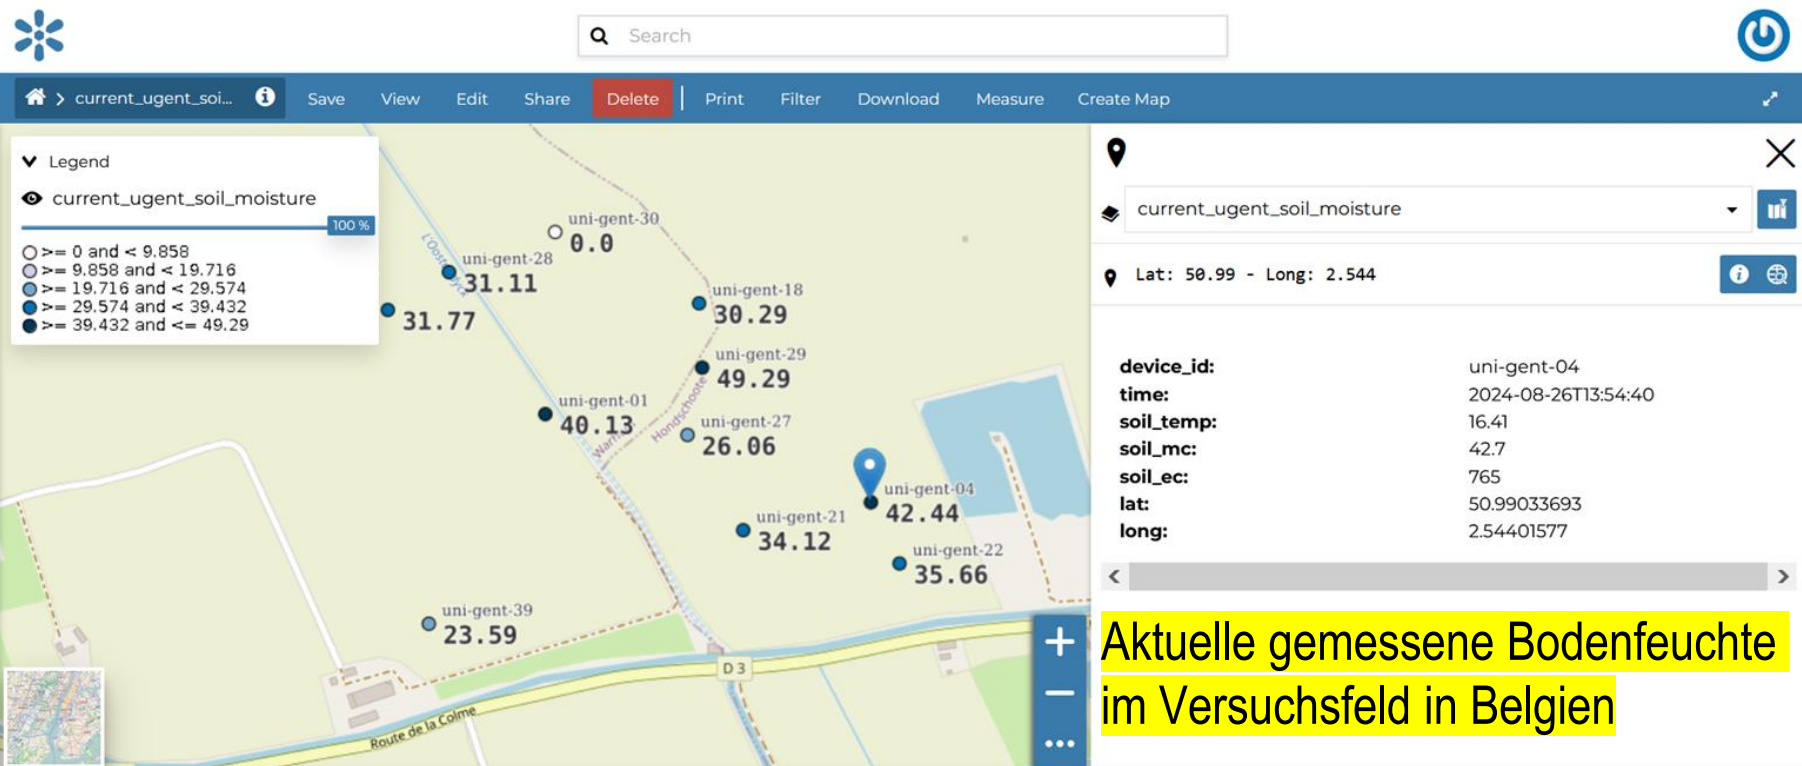 Search
current_ugent_soi...
Save View Edit Share Delete Print Filter Download Measure Create Map
Legend
current_ugent_soil_moisture
100 %
>= 0 and < 9.858
>= 9.858 and < 19.716
>= 19.716 and < 29.574
>= 29.574 and < 39.432
>= 39.432 and <= 49.29
uni-gent-30
0.0
uni-gent-28
31.11
31.77
uni-gent-18
30.29
uni-gent-29
49.29
uni-gent-01
40.13
uni-gent-27
26.06
Hondschoote
uni-gent-04
42.44
uni-gent-21
34.12
uni-gent-22
35.66
uni-gent-39
23.59
D 3
Route de la Colme
current_ugent_soil_moisture
Lat: 50.99 - Long: 2.544
device_id: uni-gent-04
time: 2024-08-26T13:54:40
soil_temp: 16.41
soil_mc: 42.7
soil_ec: 765
lat: 50.99033693
long: 2.54401577
Aktuelle gemessene Bodenfeuchte
im Versuchsfeld in Belgien